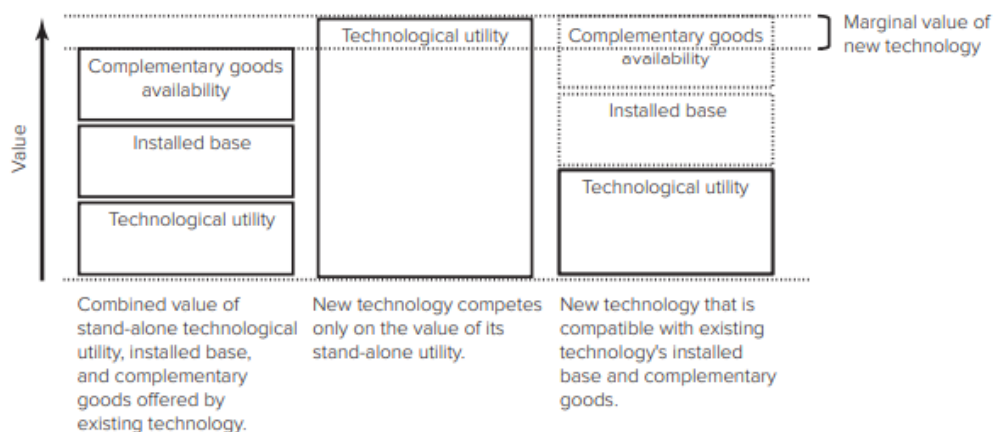 Value
Complementary goods
availability
Installed base
Technological utility
Combined value of
stand-alone technological
utility, installed base,
and complementary
goods offered by
existing technology.
Technological utility
New technology competes
only on the value of its
stand-alone utility.
Complementary goods
availability
Installed base
Technological utility
New technology that is
compatible with existing
technology's installed
base and complementary
goods.
Marginal value of
new technology